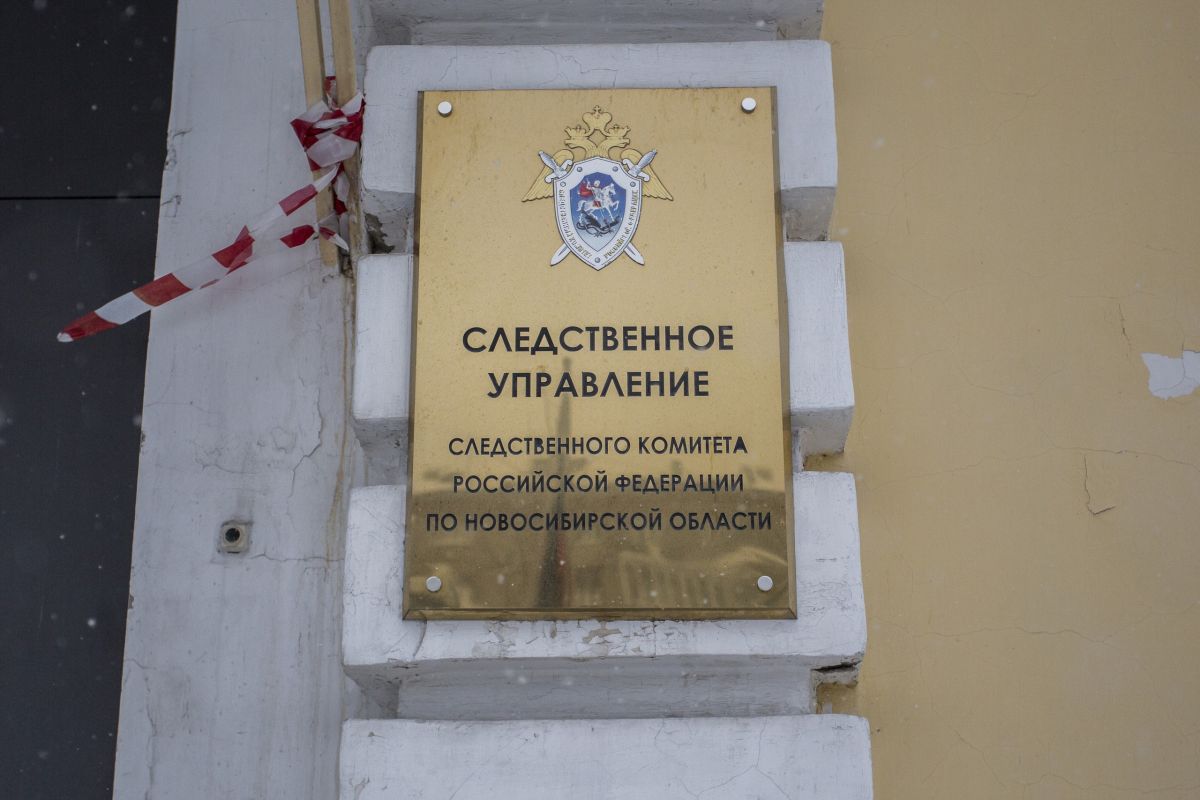 СЛЕДСТВЕННОЕ
УПРАВЛЕНИЕ
СЛЕДСТВЕННОГО КОМИТЕТА
РОССИЙСКОЙ ФЕДЕРАЦИИ
ПО НОВОСИБИРСКОЙ ОБЛАСТИ